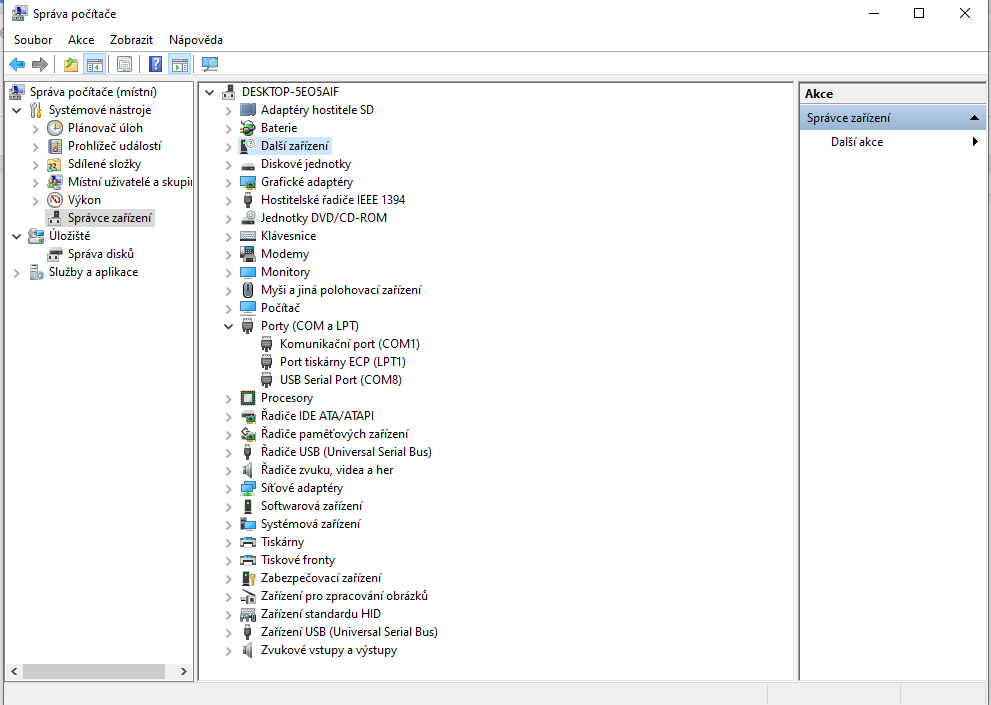 Správa počítače
Soubor Akce Zobrazit Nápověda
Správa počítače (místní)
Systémové nástroje
Plánovač úloh
Prohlížeč událostí
Sdílené složky
Místní uživatelé a skupin
Výkon
Správce zařízení
Úložiště
Správa disků
Služby a aplikace
DESKTOP-5EO5AIF
Adaptéry hostitele SD
Baterie
Další zařízení
Diskové jednotky
Grafické adaptéry
Hostitelské řadiče IEEE 1394
Jednotky DVD/CD-ROM
Klávesnice
Modemy
Monitory
Myši a jiná polohovací zařízení
Počítač
Porty (COM a LPT)
Komunikační port (COM1)
Port tiskárny ECP (LPT1)
USB Serial Port (COM8)
Procesory
Řadiče IDE ATA/ATAPI
Řadiče paměťových zařízení
Řadiče USB (Universal Serial Bus)
Řadiče zvuku, videa a her
Síťové adaptéry
Softwarová zařízení
Systémová zařízení
Tiskárny
Tiskové fronty
Zabezpečovací zařízení
Zařízení pro zpracování obrázků
Zařízení standardu HID
Zařízení USB (Universal Serial Bus)
Zvukové vstupy a výstupy
Akce
Správce zařízení
Další akce